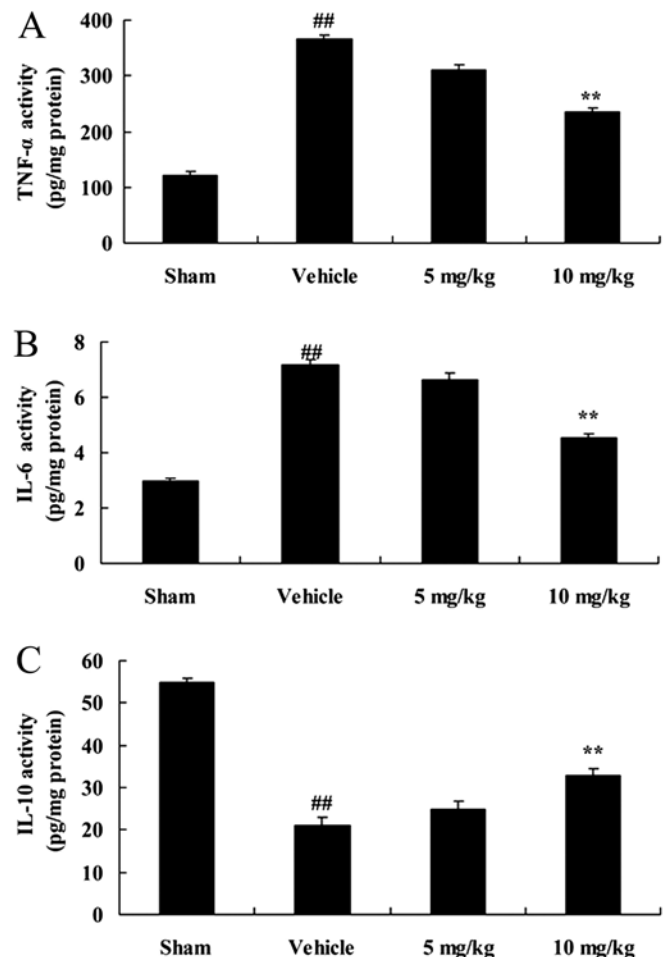 A
TNF-α activity
(pg/mg protein)
400
300
200
100
0
##
**
Sham Vehicle 5 mg/kg 10 mg/kg
B
IL-6 activity
(pg/mg protein)
8
6
4
2
0
##
**
Sham Vehicle 5 mg/kg 10 mg/kg
C
IL-10 activity
(pg/mg protein)
60
50
40
30
20
10
0
##
**
Sham Vehicle 5 mg/kg 10 mg/kg